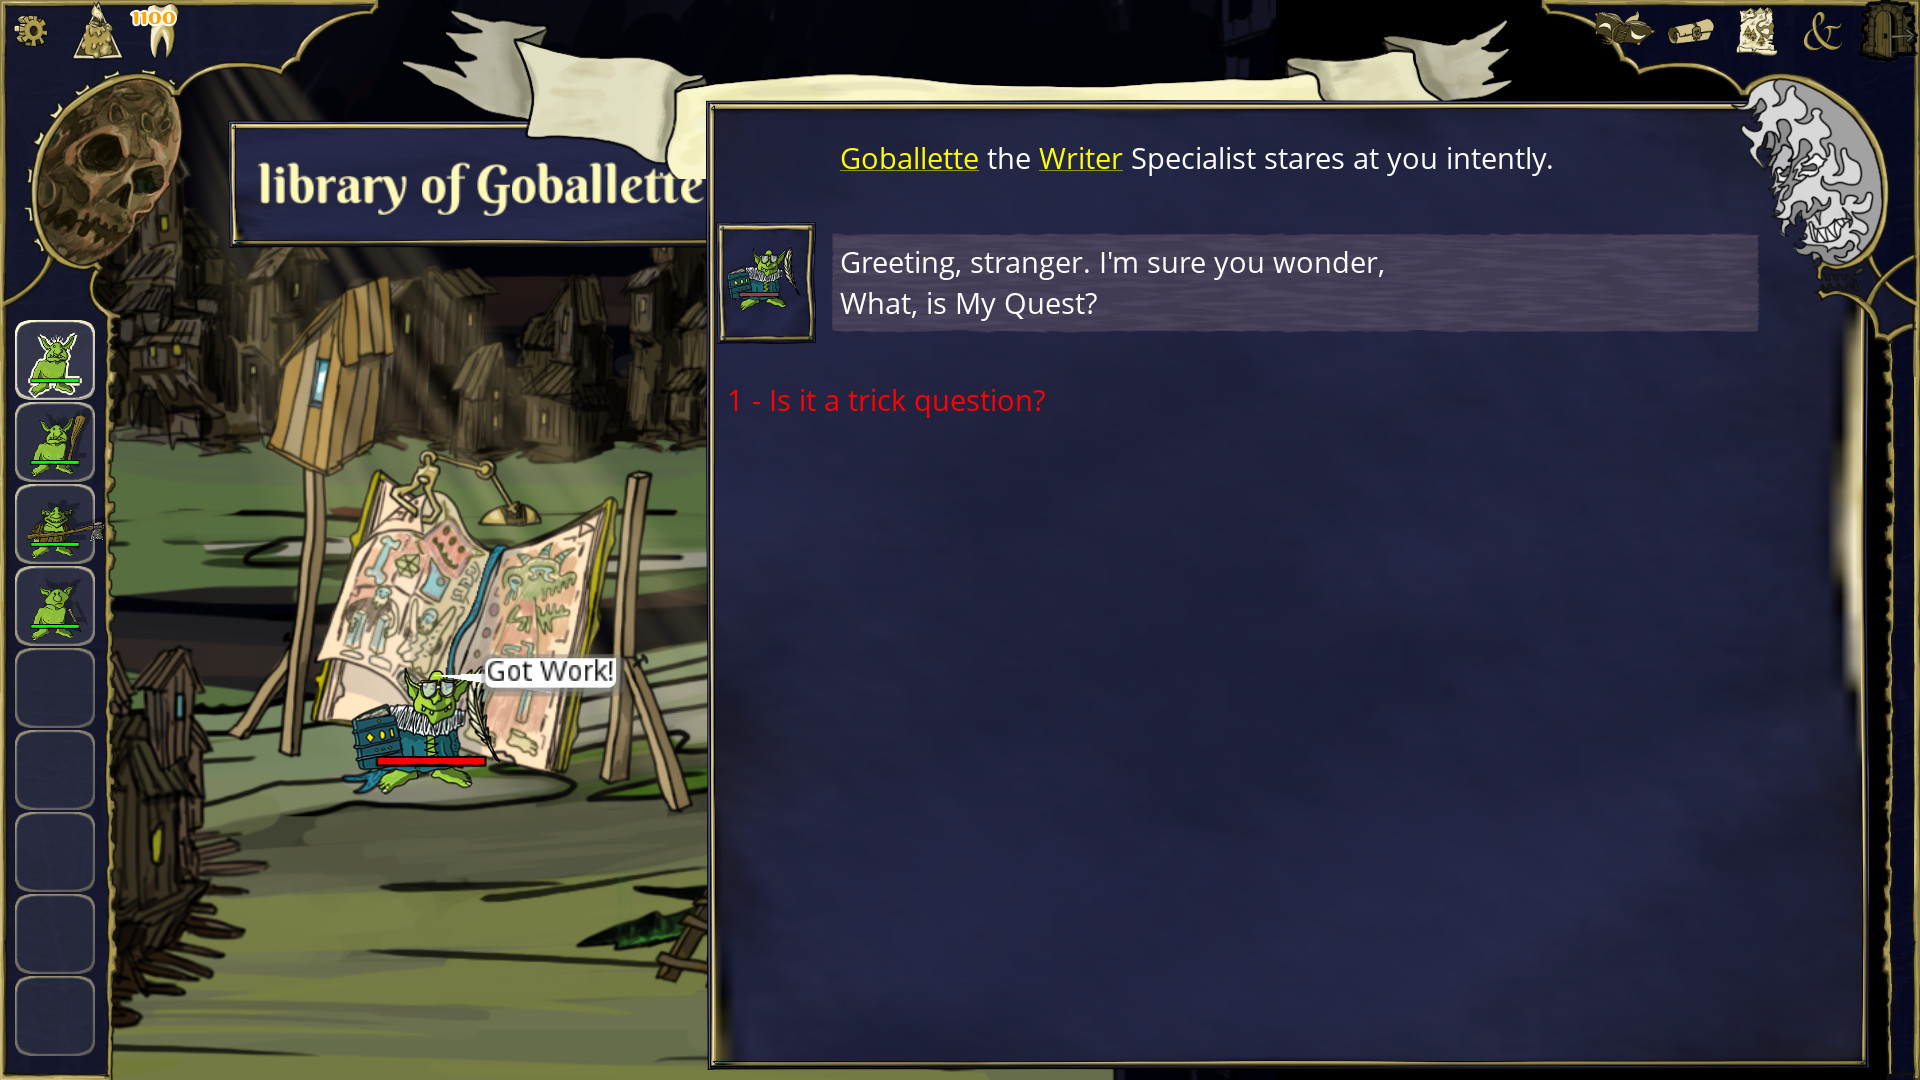 1100
&
library of Goballette
Goballette the Writer Specialist stares at you intently.
Greeting, stranger. I'm sure you wonder,
What, is My Quest?
1 - Is it a trick question?
Got Work!